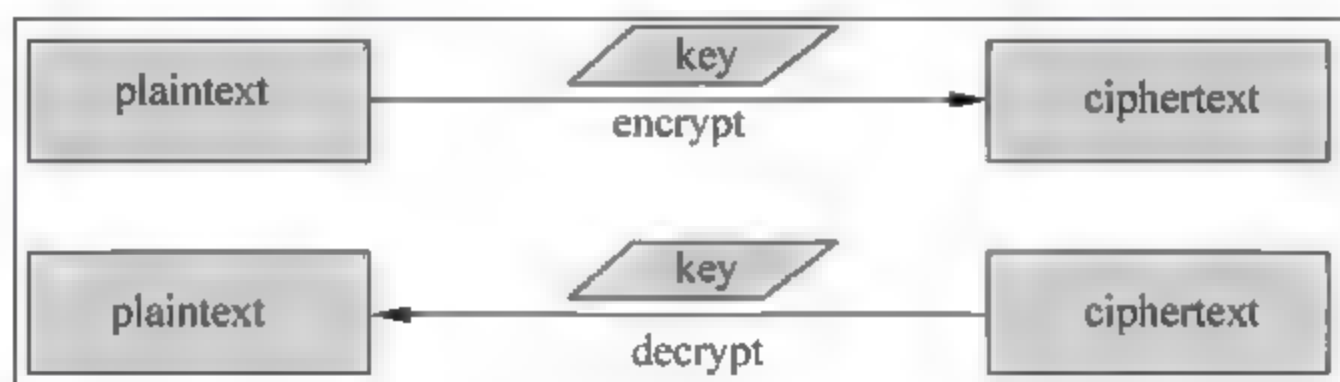 key
plaintext
ciphertext
encrypt
key
plaintext
ciphertext
decrypt